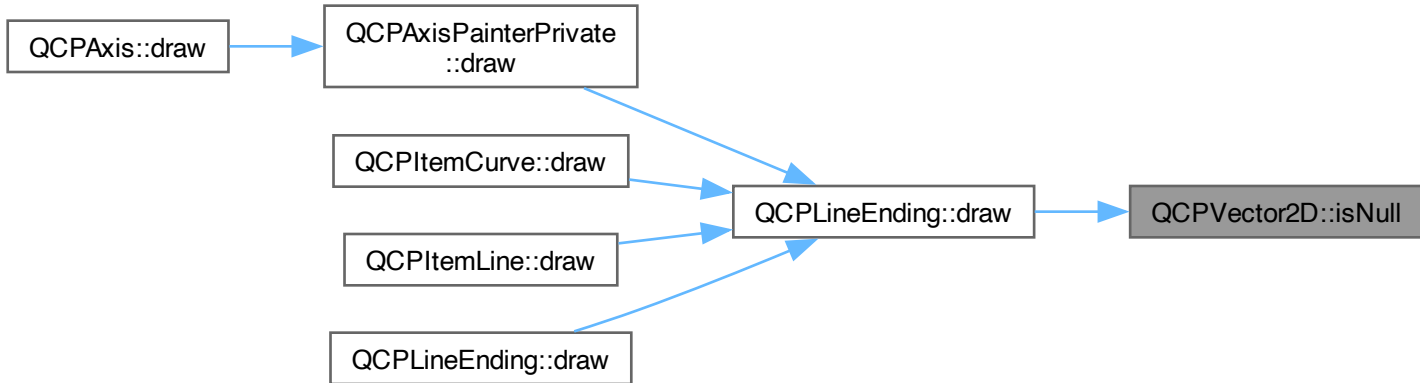 QCPAxis::draw
QCPAxisPainterPrivate
::draw
QCPItemCurve::draw
QCPItemLine::draw
QCPLineEnding::draw
QCPLineEnding::draw
QCPVector2D::isNull